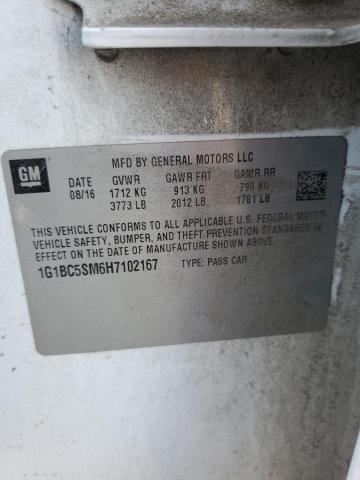 GM
MFD BY GENERAL MOTORS LLC
DATE GVWR GAWR FRT GAWR RR
08/16 1712 KG 913 KG 799 KG
3773 LB 2012 LB 1761 LB
THIS VEHICLE CONFORMS TO ALL APPLICABLE U.S. FEDERAL MOTOR
VEHICLE SAFETY, BUMPER, AND THEFT PREVENTION STANDARDS IN
EFFECT ON THE DATE OF MANUFACTURE SHOWN ABOVE.
1G1BC5SM6H7102167 TYPE: PASS CAR